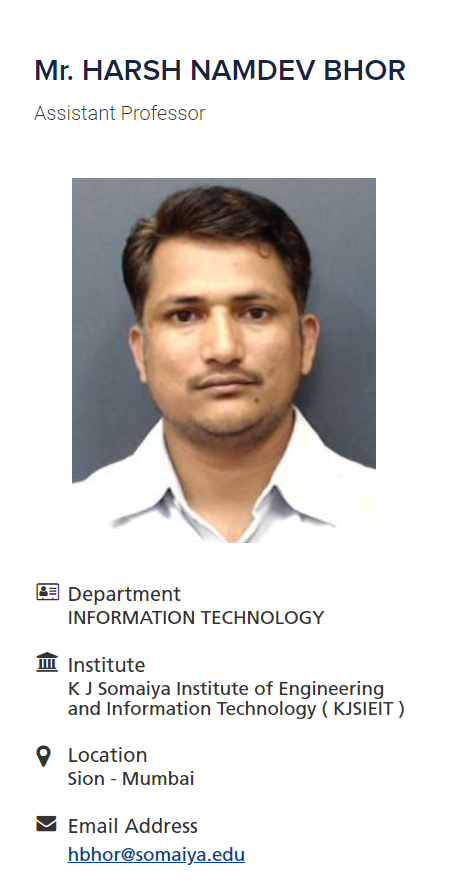 Mr. HARSH NAMDEV BHOR
Assistant Professor
Department
INFORMATION TECHNOLOGY
Institute
K J Somaiya Institute of Engineering
and Information Technology ( KJSIEIT )
Location
Sion - Mumbai
Email Address
hbhor@somaiya.edu